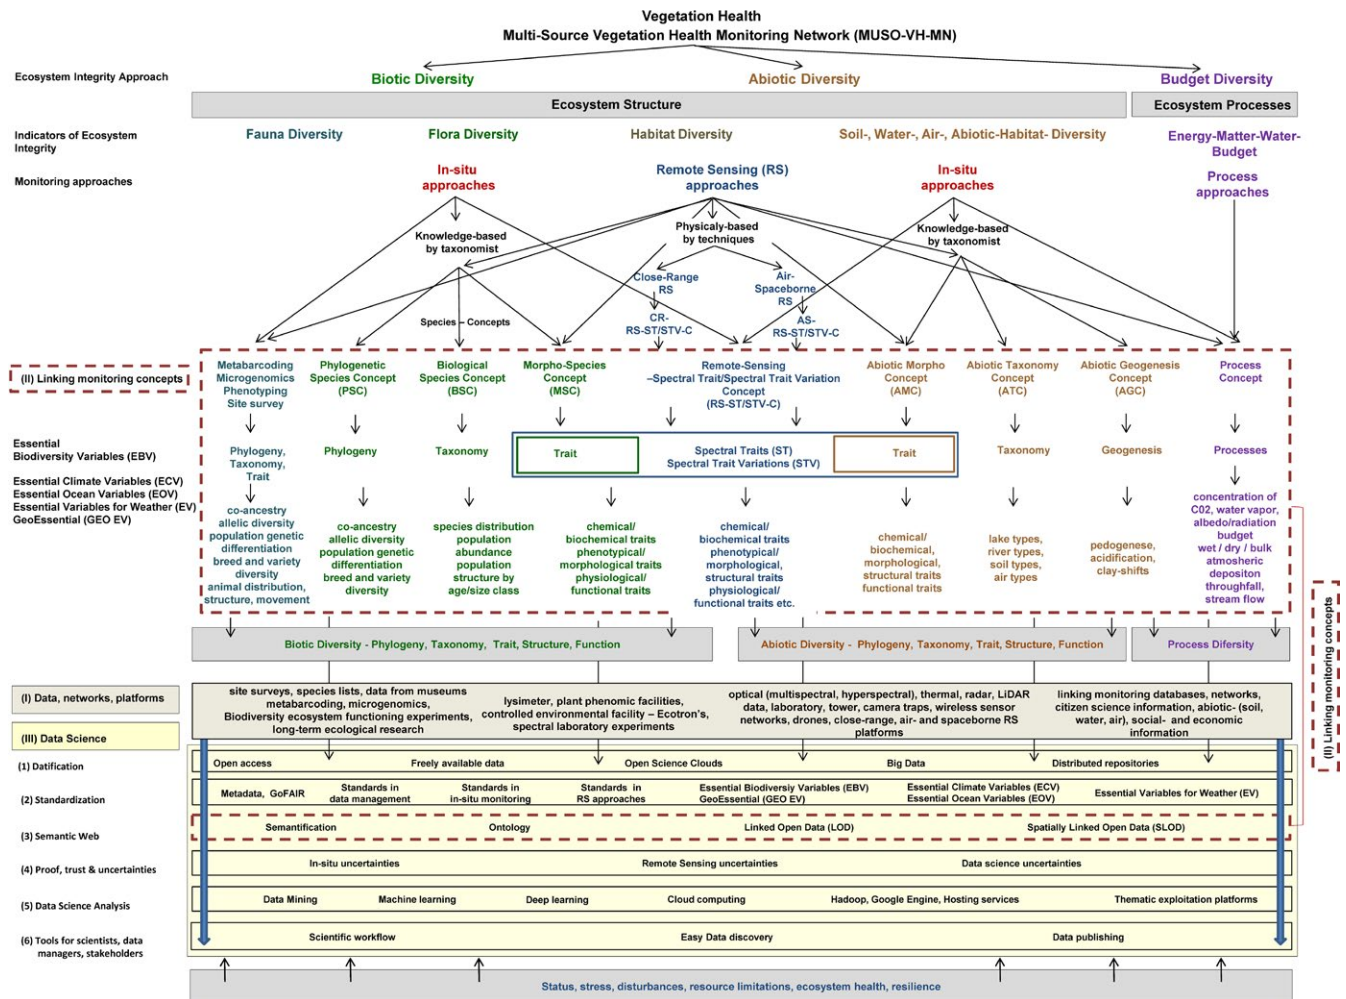 Vegetation Health
Multi-Source Vegetation Health Monitoring Network (MUSO-VH-MN)
Ecosystem Integrity Approach
Biotic Diversity
Abiotic Diversity
Budget Diversity
Ecosystem Structure
Ecosystem Processes
Indicators of Ecosystem
Integrity
Fauna Diversity
Flora Diversity
Habitat Diversity
Soil-, Water-, Air-, Abiotic-Habitat- Diversity
Energy-Matter-Water-
Budget
Monitoring approaches
In-situ
approaches
Remote Sensing (RS)
approaches
In-situ
approaches
Process
approaches
Knowledge-based
by taxonomist
Physicaly-based
by techniques
Knowledge-based
by taxonomist
Close-Range
RS
Air-
Spaceborne
RS
Species – Concepts
CR-
RS-ST/STV-C
AS-
RS-ST/STV-C
(II) Linking monitoring concepts
Metabarcoding
Microgenomics
Phenotyping
Site survey
Phylogenetic
Species Concept
(PSC)
Biological
Species Concept
(BSC)
Morpho-Species
Concept
(MSC)
Remote-Sensing
–Spectral Trait/Spectral Trait Variation
Concept
(RS-ST/STV-C)
Abiotic Morpho
Concept
(AMC)
Abiotic Taxonomy
Concept
(ATC)
Abiotic Geogenesis
Concept
(AGC)
Process
Concept
Essential
Biodiversity Variables (EBV)
Essential Climate Variables (ECV)
Essential Ocean Variables (EOV)
Essential Variables for Weather (EV)
GeoEssential (GEO EV)
Phylogeny,
Taxonomy,
Trait
Phylogeny
Taxonomy
Trait
Spectral Traits (ST)
Spectral Trait Variations (STV)
Trait
Taxonomy
Geogenesis
Processes
co-ancestry
allelic diversity
population genetic
differentiation
breed and variety
diversity
animal distribution,
structure, movement
co-ancestry
allelic diversity
population genetic
differentiation
breed and variety
diversity
species distribution
population
abundance
population
structure by
age/size class
chemical/
biochemical traits
phenotypical/
morphological traits
physiological/
functional traits
chemical/
biochemical traits
phenotypical/
morphological,
structural traits
physiological/
functional traits etc.
chemical/
biochemical,
morphological,
structural traits
functional traits
lake types,
river types,
soil types,
air types
pedogenese,
acidification,
clay-shifts
concentration of
C02, water vapor,
albedo/radiation
budget
wet / dry / bulk
atmosheric
depositon
throughfall,
stream flow
(II) Linking monitoring concepts
Biotic Diversity - Phylogeny, Taxonomy, Trait, Structure, Function
Abiotic Diversity - Phylogeny, Taxonomy, Trait, Structure, Function
Process Difersity
(I) Data, networks, platforms
site surveys, species lists, data from museums
metabarcoding, microgenomics,
Biodiversity ecosystem functioning experiments,
long-term ecological research
lysimeter, plant phenomic facilities,
controlled environmental facility – Ecotron's,
spectral laboratory experiments
optical (multispectral, hyperspectral), thermal, radar, LiDAR
data, laboratory, tower, camera traps, wireless sensor
networks, drones, close-range, air- and spaceborne RS
platforms
linking monitoring databases, networks,
citizen science information, abiotic- (soil,
water, air), social- and economic
information
(III) Data Science
(1) Datification
Open access
Freely available data
Open Science Clouds
Big Data
Distributed repositories
(2) Standardization
Metadata, GoFAIR
Standards in
data management
Standards in
in-situ monitoring
Standards in
RS approaches
Essential Biodiversiy Variables (EBV)
GeoEssential (GEO EV)
Essential Climate Variables (ECV)
Essential Ocean Variables (EOV)
Essential Variables for Weather (EV)
(3) Semantic Web
Semantification
Ontology
Linked Open Data (LOD)
Spatially Linked Open Data (SLOD)
(4) Proof, trust & uncertainties
In-situ uncertainties
Remote Sensing uncertainties
Data science uncertainties
(5) Data Science Analysis
Data Mining
Machine learning
Deep learning
Cloud computing
Hadoop, Google Engine, Hosting services
Thematic exploitation platforms
(6) Tools for scientists, data
managers, stakeholders
Scientific workflow
Easy Data discovery
Data publishing
Status, stress, disturbances, resource limitations, ecosystem health, resilience